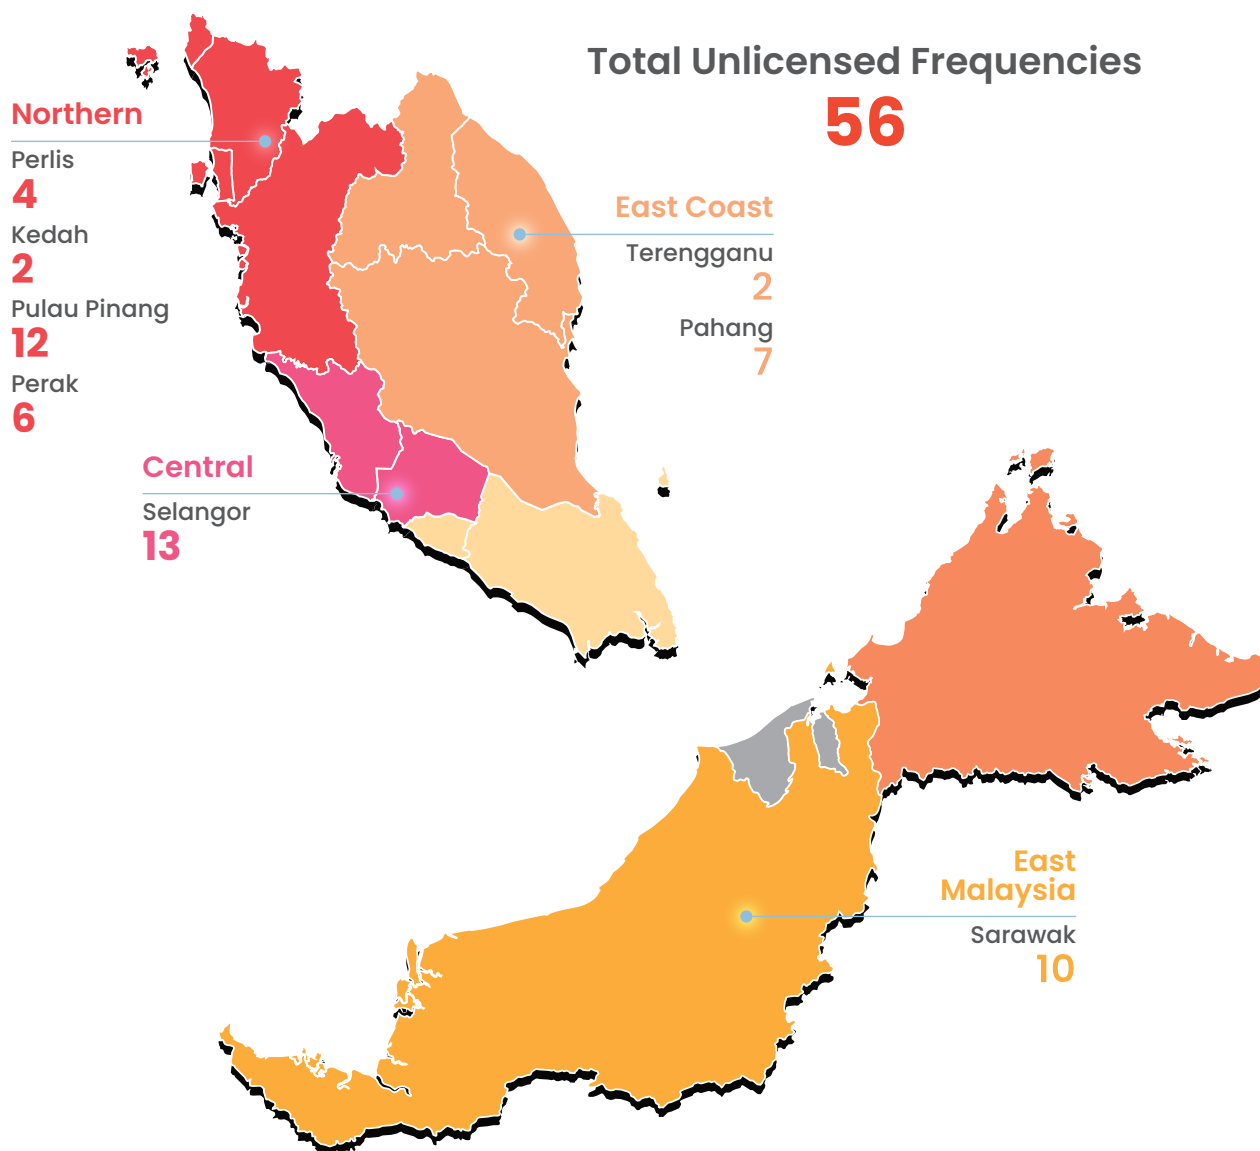 Total Unlicensed Frequencies
56
Northern
Perlis
4
Kedah
2
Pulau Pinang
12
Perak
6
East Coast
Terengganu
2
Pahang
7
Central
Selangor
13
East
Malaysia
Sarawak
10